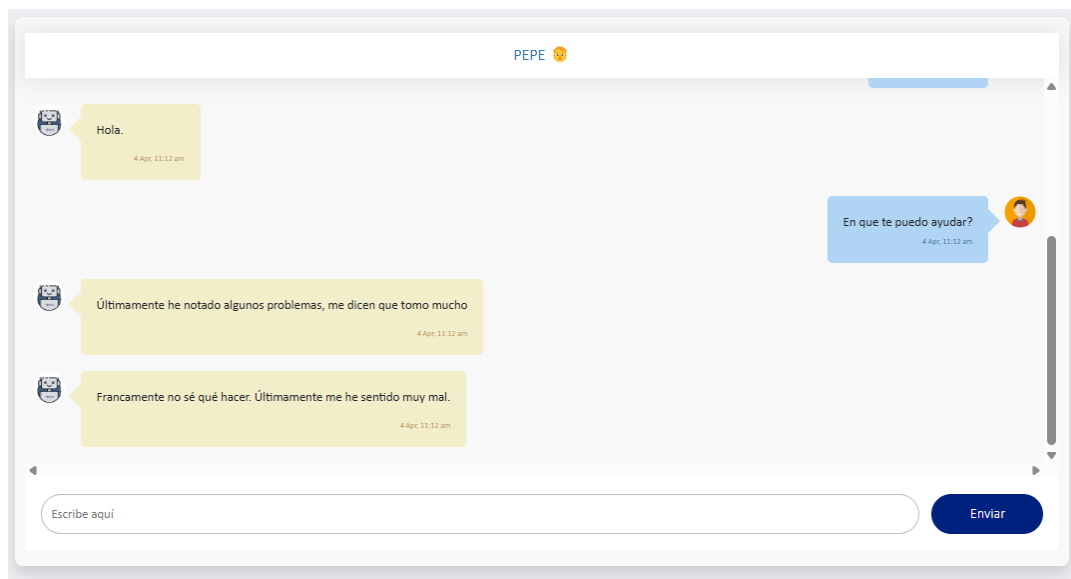 PEPE
Hola.
4 Apr, 11:12 am
En que te puedo ayudar?
4 Apr, 11:12 am
Últimamente he notado algunos problemas, me dicen que tomo mucho
4 Apr, 11:12 am
Francamente no sé qué hacer. Últimamente me he sentido muy mal.
4 Apr, 11:12 am
Escribe aquí
Enviar